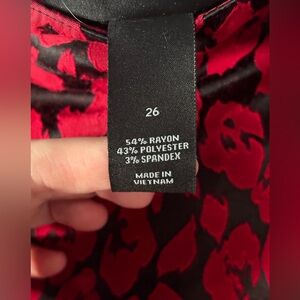 26
54% RAYON
43% POLYESTER
3% SPANDEX
MADE IN
VIETNAM